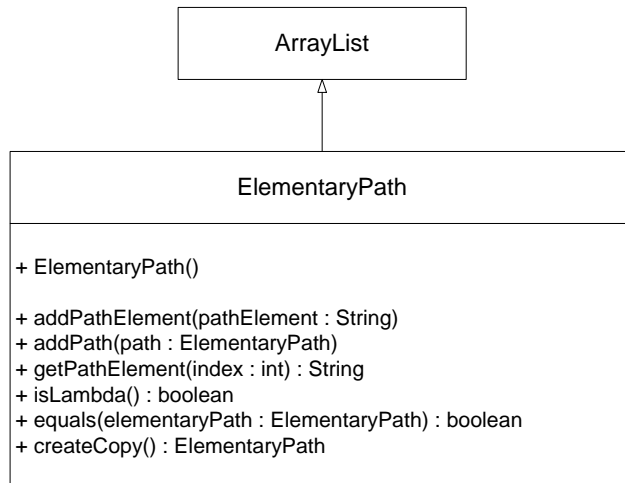 ArrayList
ElementaryPath
+ ElementaryPath()
+ addPathElement(pathElement : String)
+ addPath(path : ElementaryPath)
+ getPathElement(index : int) : String
+ isLambda() : boolean
+ equals(elementaryPath : ElementaryPath) : boolean
+ createCopy() : ElementaryPath